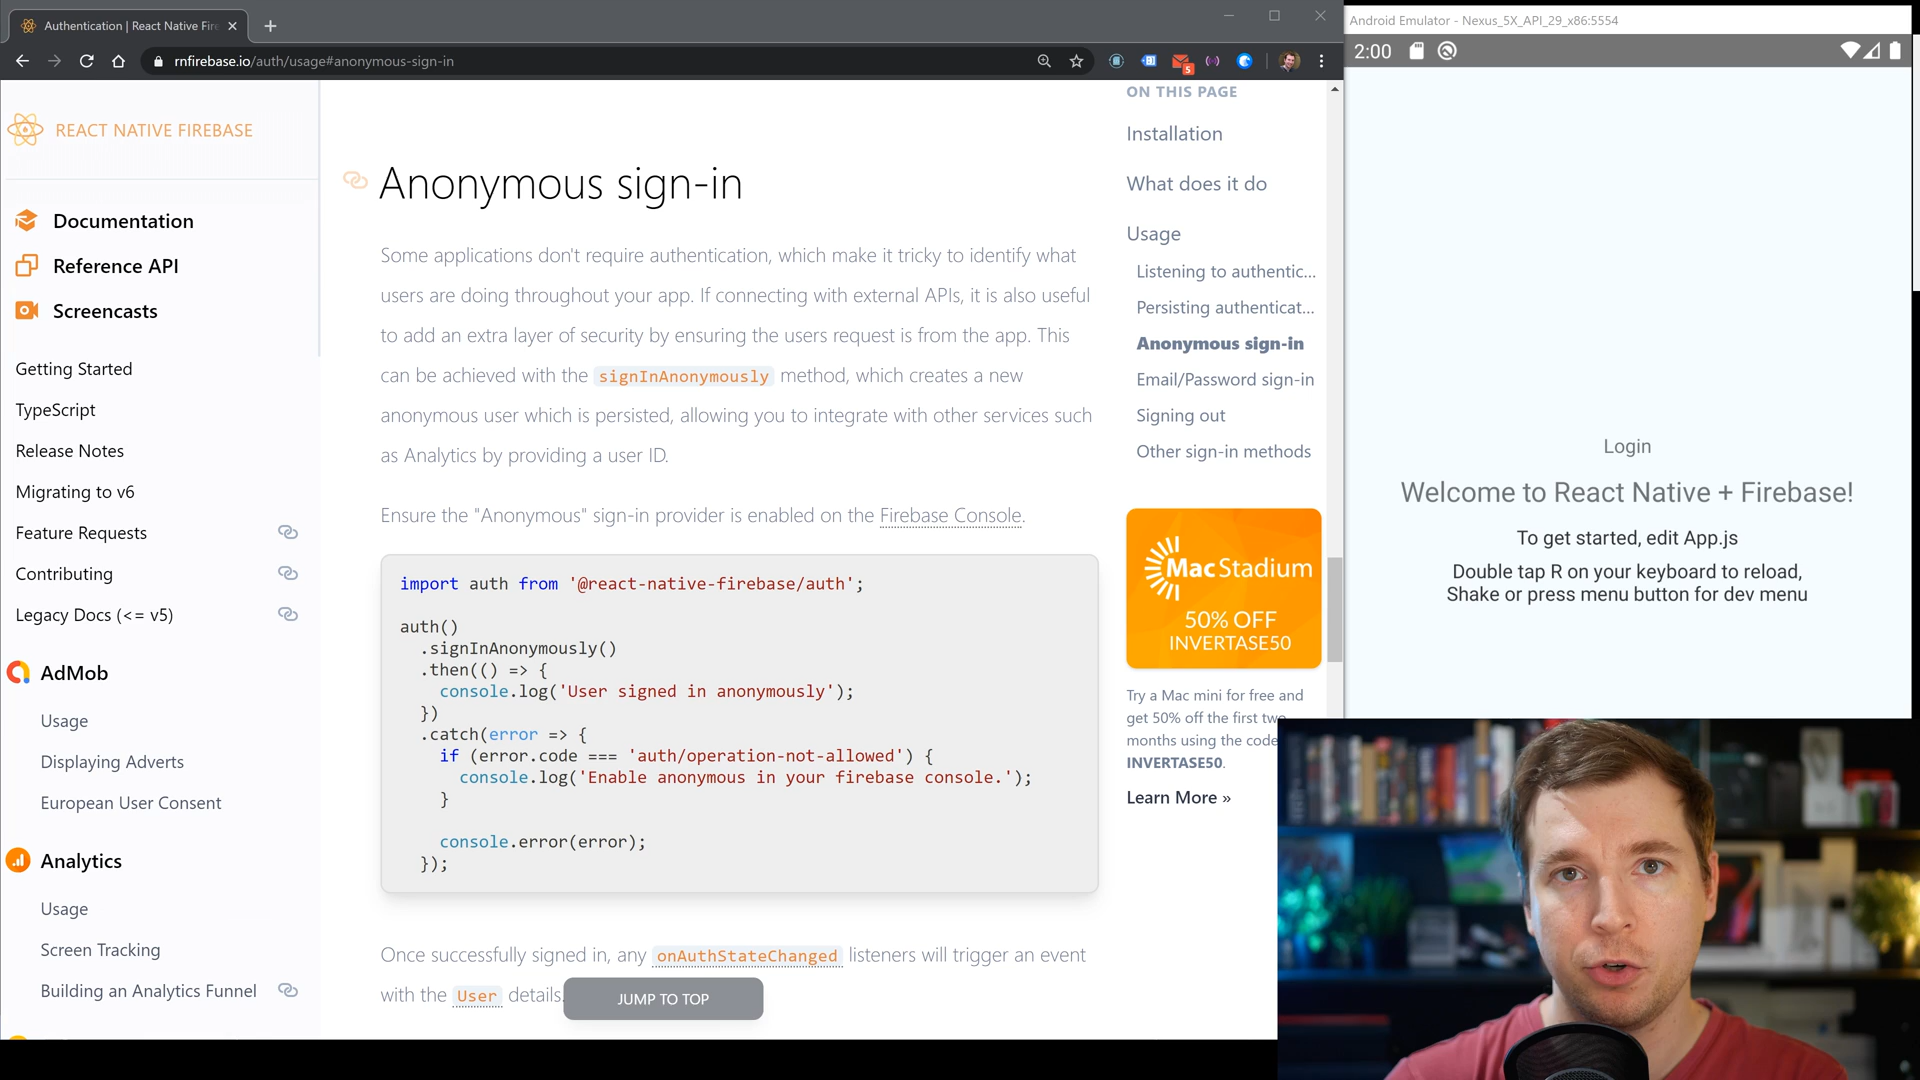 Authentication | React Native Fire
rnfirebase.io/auth/usage#anonymous-sign-in
5
REACT NATIVE FIREBASE
Documentation
Reference API
Screencasts
Getting Started
TypeScript
Release Notes
Migrating to v6
Feature Requests
Contributing
Legacy Docs (<= v5)
AdMob
Usage
Displaying Adverts
European User Consent
Analytics
Usage
Screen Tracking
Building an Analytics Funnel
Anonymous sign-in
Some applications don't require authentication, which make it tricky to identify what
users are doing throughout your app. If connecting with external APIs, it is also useful
to add an extra layer of security by ensuring the users request is from the app. This
can be achieved with the signInAnonymously method, which creates a new
anonymous user which is persisted, allowing you to integrate with other services such
as Analytics by providing a user ID.
Ensure the "Anonymous" sign-in provider is enabled on the Firebase Console.
import auth from '@react-native-firebase/auth';
auth()
.signInAnonymously()
.then(() => {
console.log('User signed in anonymously');
})
.catch(error => {
if (error.code === 'auth/operation-not-allowed') {
console.log('Enable anonymous in your firebase console.');
}
console.error(error);
});
Once successfully signed in, any onAuthStateChanged listeners will trigger an event
with the User details.
JUMP TO TOP
ON THIS PAGE
Installation
What does it do
Usage
Listening to authentic...
Persisting authenticat...
Anonymous sign-in
Email/Password sign-in
Signing out
Other sign-in methods
MacStadium
50% OFF
INVERTASE50
Try a Mac mini for free and
get 50% off the first two
months using the code
INVERTASE50.
Learn More »
Android Emulator - Nexus_5X_API_29_x86:5554
2:00
Login
Welcome to React Native + Firebase!
To get started, edit App.js
Double tap R on your keyboard to reload,
Shake or press menu button for dev menu